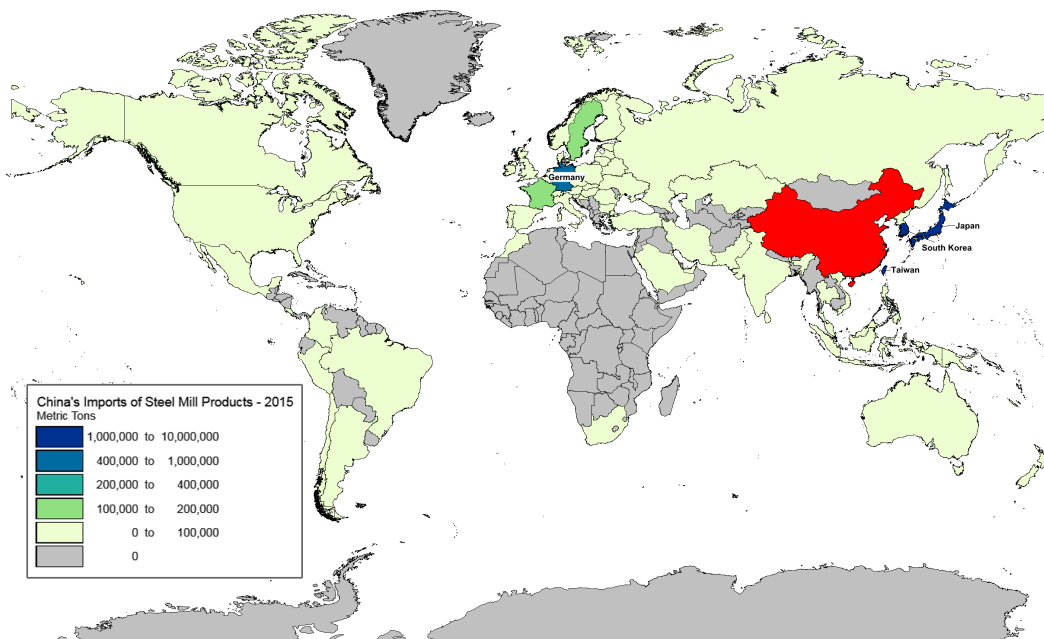 Germany
Japan
South Korea
Taiwan
China's Imports of Steel Mill Products - 2015
Metric Tons
1,000,000 to 10,000,000
400,000 to 1,000,000
200,000 to 400,000
100,000 to 200,000
0 to 100,000
0